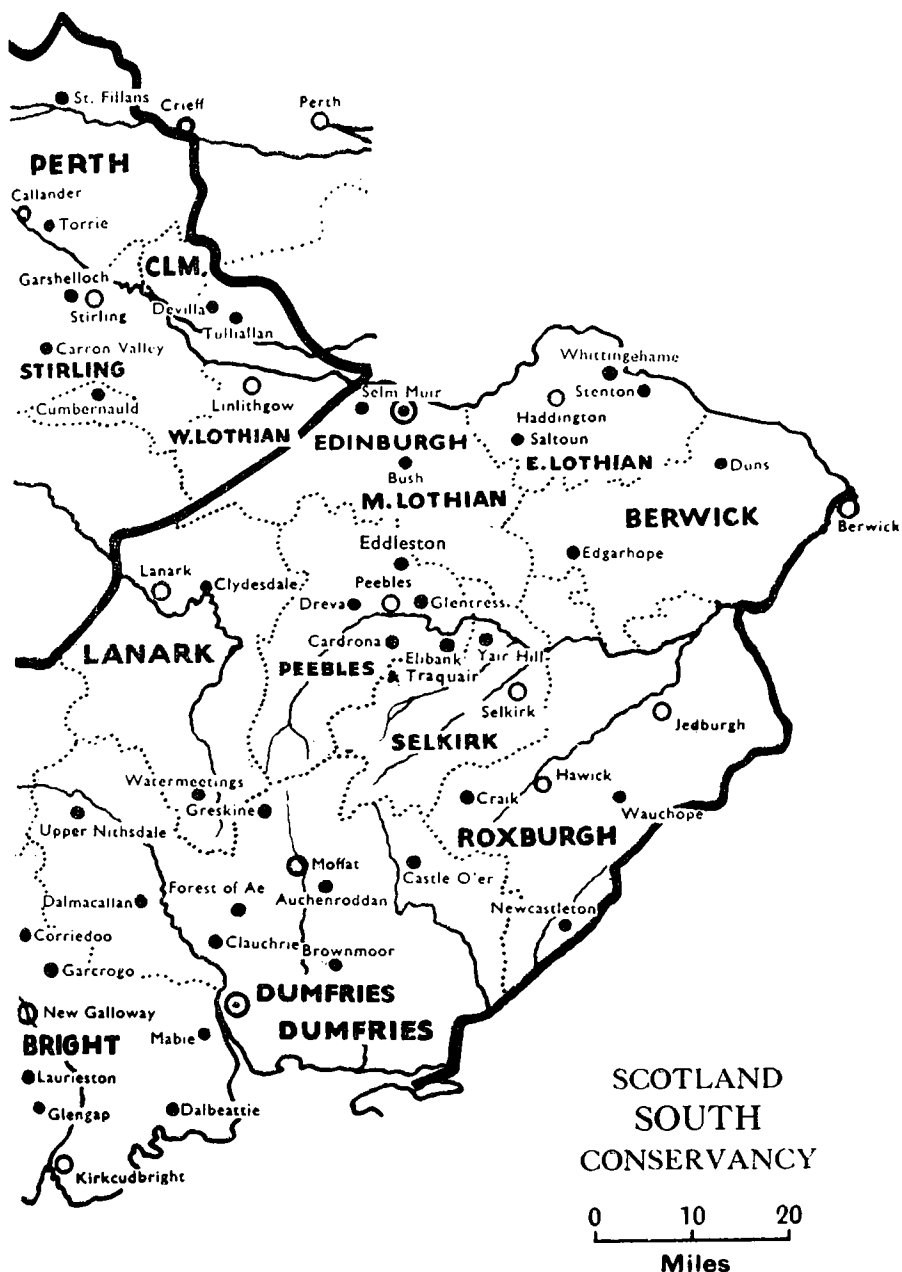 St. Fillans
Crieff
Perth
PERTH
Callander
Torrie
CLM.
Garshelloch
Stirling
Devilla
Tulliallan
Carron Valley
STIRLING
Cumbernauld
Linlithgow
W.LOTHIAN
Whittingehame
Stenton
Selm Muir
Haddington
EDINBURGH
Saltoun
E.LOTHIAN
Duns
Bush
M.LOTHIAN
BERWICK
Berwick
Eddleston
Edgarhope
Lanark
Clydesdale
Peebles
Dreva
Glentress
LANARK
Cardrona
PEEBLES
Elibank
& Traquair
Yair Hill
Selkirk
Jedburgh
SELKIRK
Watermeetings
Greskine
Upper Nithsdale
Craik
Hawick
Wauchope
ROXBURGH
Moffat
Castle O'er
Forest of Ae
Auchenroddan
Dalmacallan
Newcastleton
Corriedoo
Clauchrie
Brownmoor
Garcrogo
DUMFRIES
New Galloway
DUMFRIES
Mabie
BRIGHT
Laurieston
Glengap
Dalbeattie
Kirkcudbright
SCOTLAND
SOUTH
CONSERVANCY
0 10 20
Miles